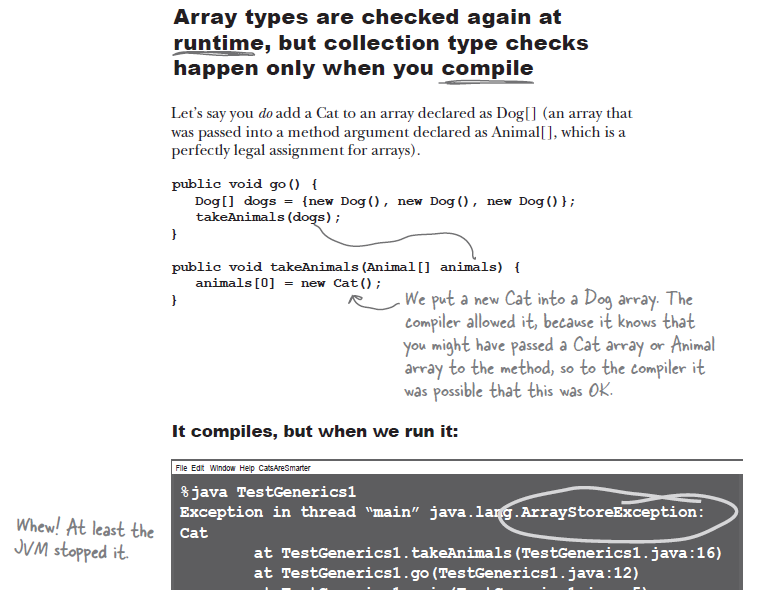 Array types are checked again at
runtime, but collection type checks
happen only when you compile
Let's say you do add a Cat to an array declared as Dog[] (an array that
was passed into a method argument declared as Animal[], which is a
perfectly legal assignment for arrays).
public void go() {
Dog[] dogs = {new Dog(), new Dog(), new Dog()};
takeAnimals(dogs);
}
public void takeAnimals(Animal[] animals) {
animals[0] = new Cat();
}
We put a new Cat into a Dog array. The
compiler allowed it, because it knows that
you might have passed a Cat array or Animal
array to the method, so to the compiler it
was possible that this was OK.
It compiles, but when we run it:
File Edit Window Help CatsAreSmarter
%java TestGenerics1
Exception in thread “main” java.lang.ArrayStoreException:
Cat
at TestGenerics1.takeAnimals(TestGenerics1.java:16)
at TestGenerics1.go(TestGenerics1.java:12)
Whew! At least the
JVM stopped it.